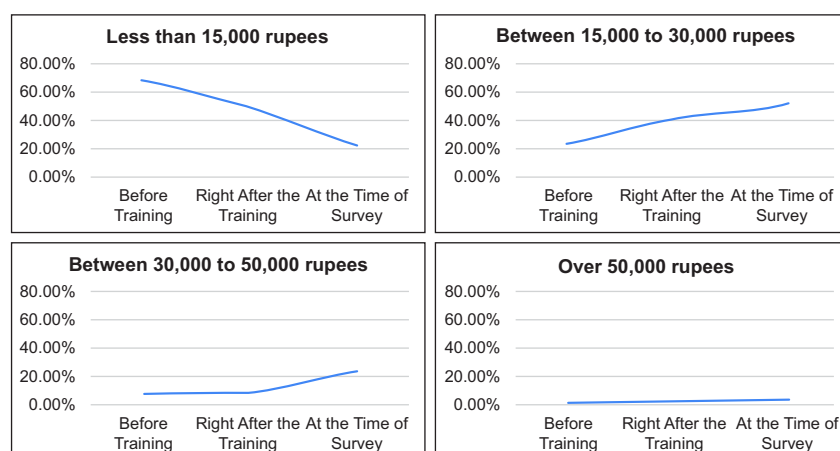 Less than 15,000 rupees
80.00%
60.00%
40.00%
20.00%
0.00%
Before Right After the At the Time of
Training Training Survey
Between 15,000 to 30,000 rupees
80.00%
60.00%
40.00%
20.00%
0.00%
Before Right After the At the Time of
Training Training Survey
Between 30,000 to 50,000 rupees
80.00%
60.00%
40.00%
20.00%
0.00%
Before Right After the At the Time of
Training Training Survey
Over 50,000 rupees
80.00%
60.00%
40.00%
20.00%
0.00%
Before Right After the At the Time of
Training Training Survey